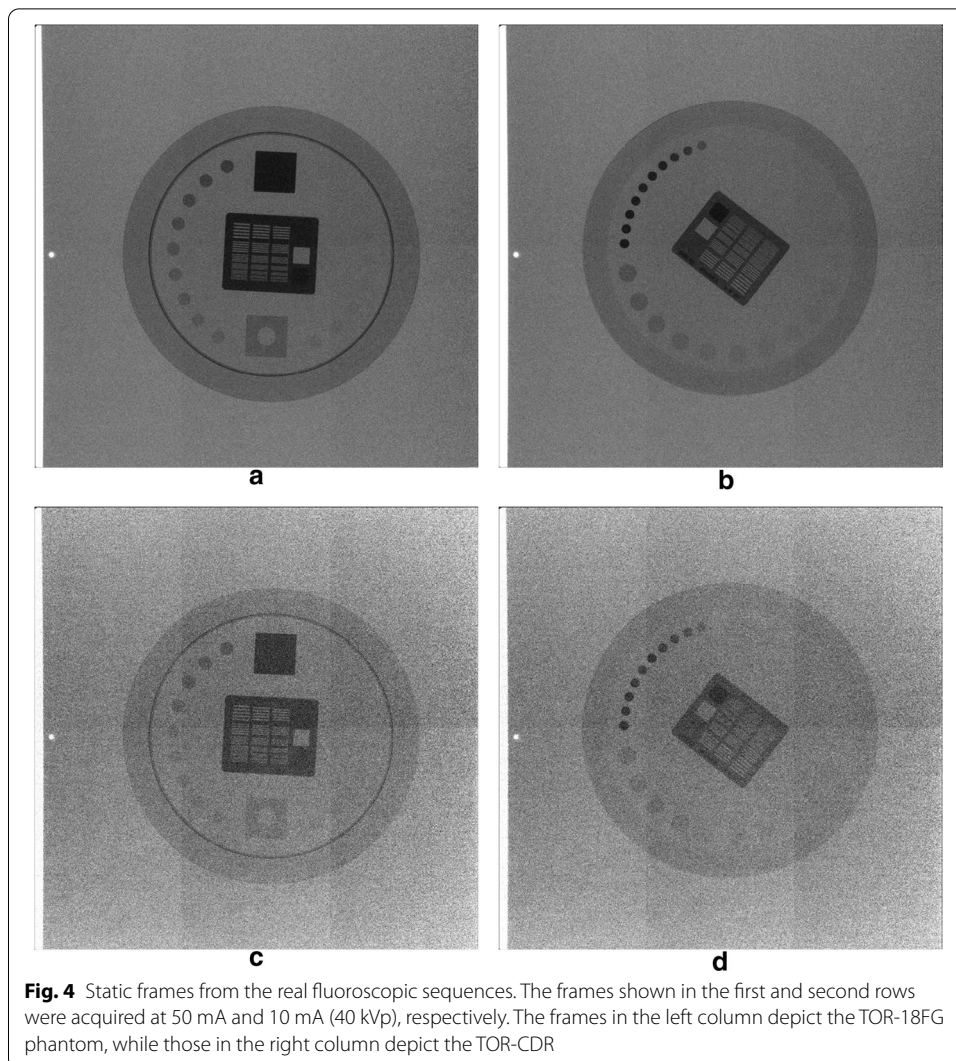 a
b
c
d
Fig. 4 Static frames from the real fluoroscopic sequences. The frames shown in the first and second rows
were acquired at 50 mA and 10 mA (40 kVp), respectively. The frames in the left column depict the TOR-18FG
phantom, while those in the right column depict the TOR-CDR